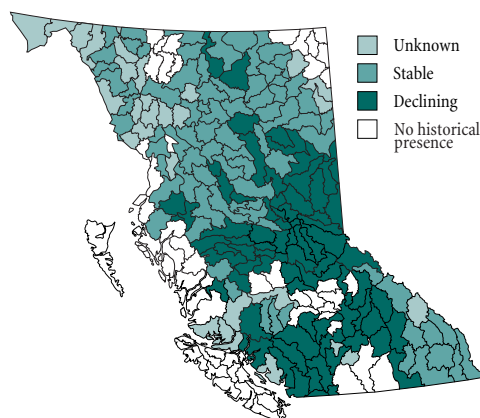 Unknown
Stable
Declining
No historical
presence